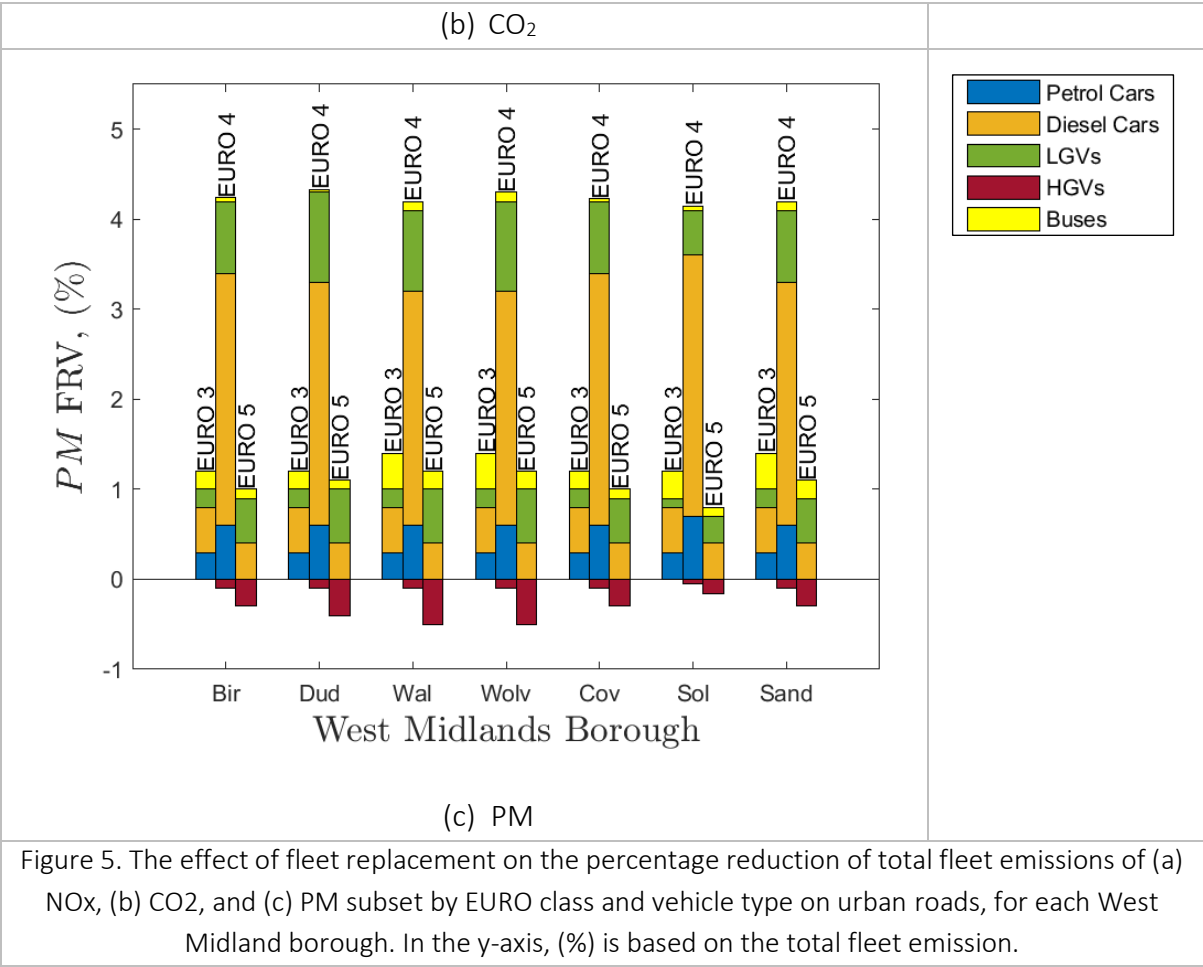 (b) CO₂
Petrol Cars
Diesel Cars
LGVs
HGVs
Buses
PM FRV, (%)
5
4
3
2
1
0
-1
EURO 3
EURO 4
EURO 5
EURO 3
EURO 4
EURO 5
EURO 3
EURO 4
EURO 5
EURO 3
EURO 4
EURO 5
EURO 3
EURO 4
EURO 5
EURO 3
EURO 4
EURO 5
EURO 3
EURO 4
EURO 5
Bir Dud Wal Wolv Cov Sol Sand
West Midlands Borough
(c) PM
Figure 5. The effect of fleet replacement on the percentage reduction of total fleet emissions of (a)
NOx, (b) CO2, and (c) PM subset by EURO class and vehicle type on urban roads, for each West
Midland borough. In the y-axis, (%) is based on the total fleet emission.